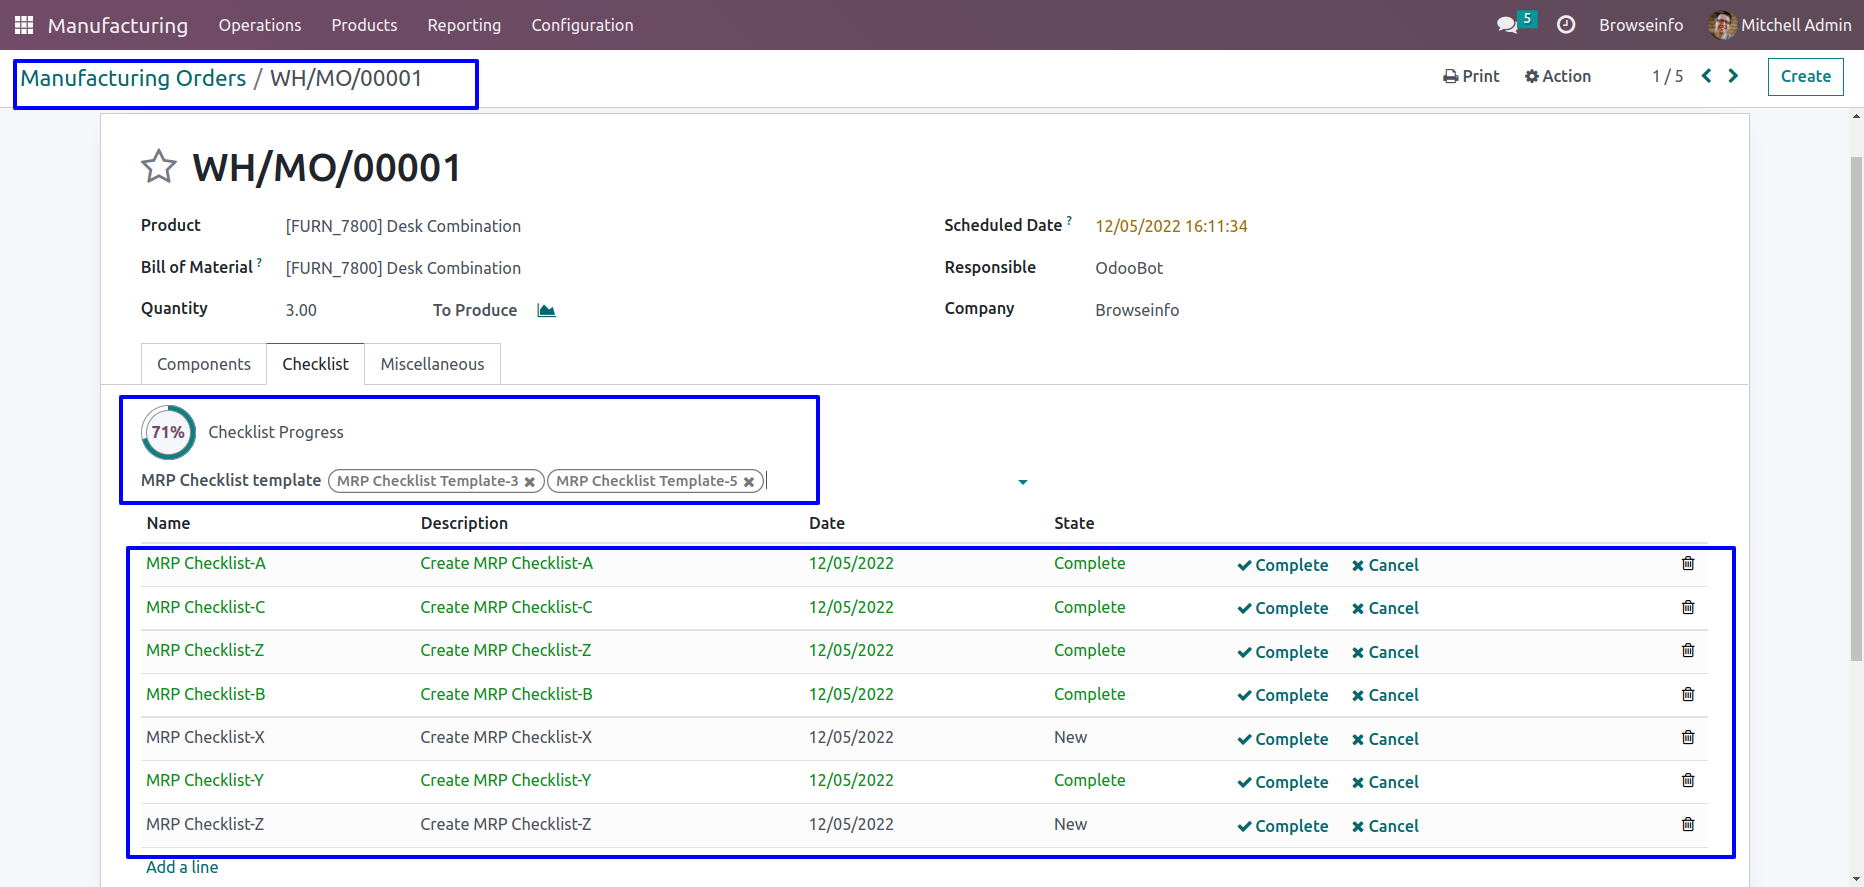 Manufacturing Operations Products Reporting Configuration 5 Browseinfo Mitchell Admin
Manufacturing Orders / WH/MO/00001 Print Action 1 / 5 Create
WH/MO/00001
Product [FURN_7800] Desk Combination Scheduled Date ? 12/05/2022 16:11:34
Bill of Material ? [FURN_7800] Desk Combination Responsible OdooBot
Quantity 3.00 To Produce Company Browseinfo
Components Checklist Miscellaneous
71% Checklist Progress
MRP Checklist template MRP Checklist Template-3 MRP Checklist Template-5
Name Description Date State
MRP Checklist-A Create MRP Checklist-A 12/05/2022 Complete Complete Cancel
MRP Checklist-C Create MRP Checklist-C 12/05/2022 Complete Complete Cancel
MRP Checklist-Z Create MRP Checklist-Z 12/05/2022 Complete Complete Cancel
MRP Checklist-B Create MRP Checklist-B 12/05/2022 Complete Complete Cancel
MRP Checklist-X Create MRP Checklist-X 12/05/2022 New Complete Cancel
MRP Checklist-Y Create MRP Checklist-Y 12/05/2022 Complete Complete Cancel
MRP Checklist-Z Create MRP Checklist-Z 12/05/2022 New Complete Cancel
Add a line